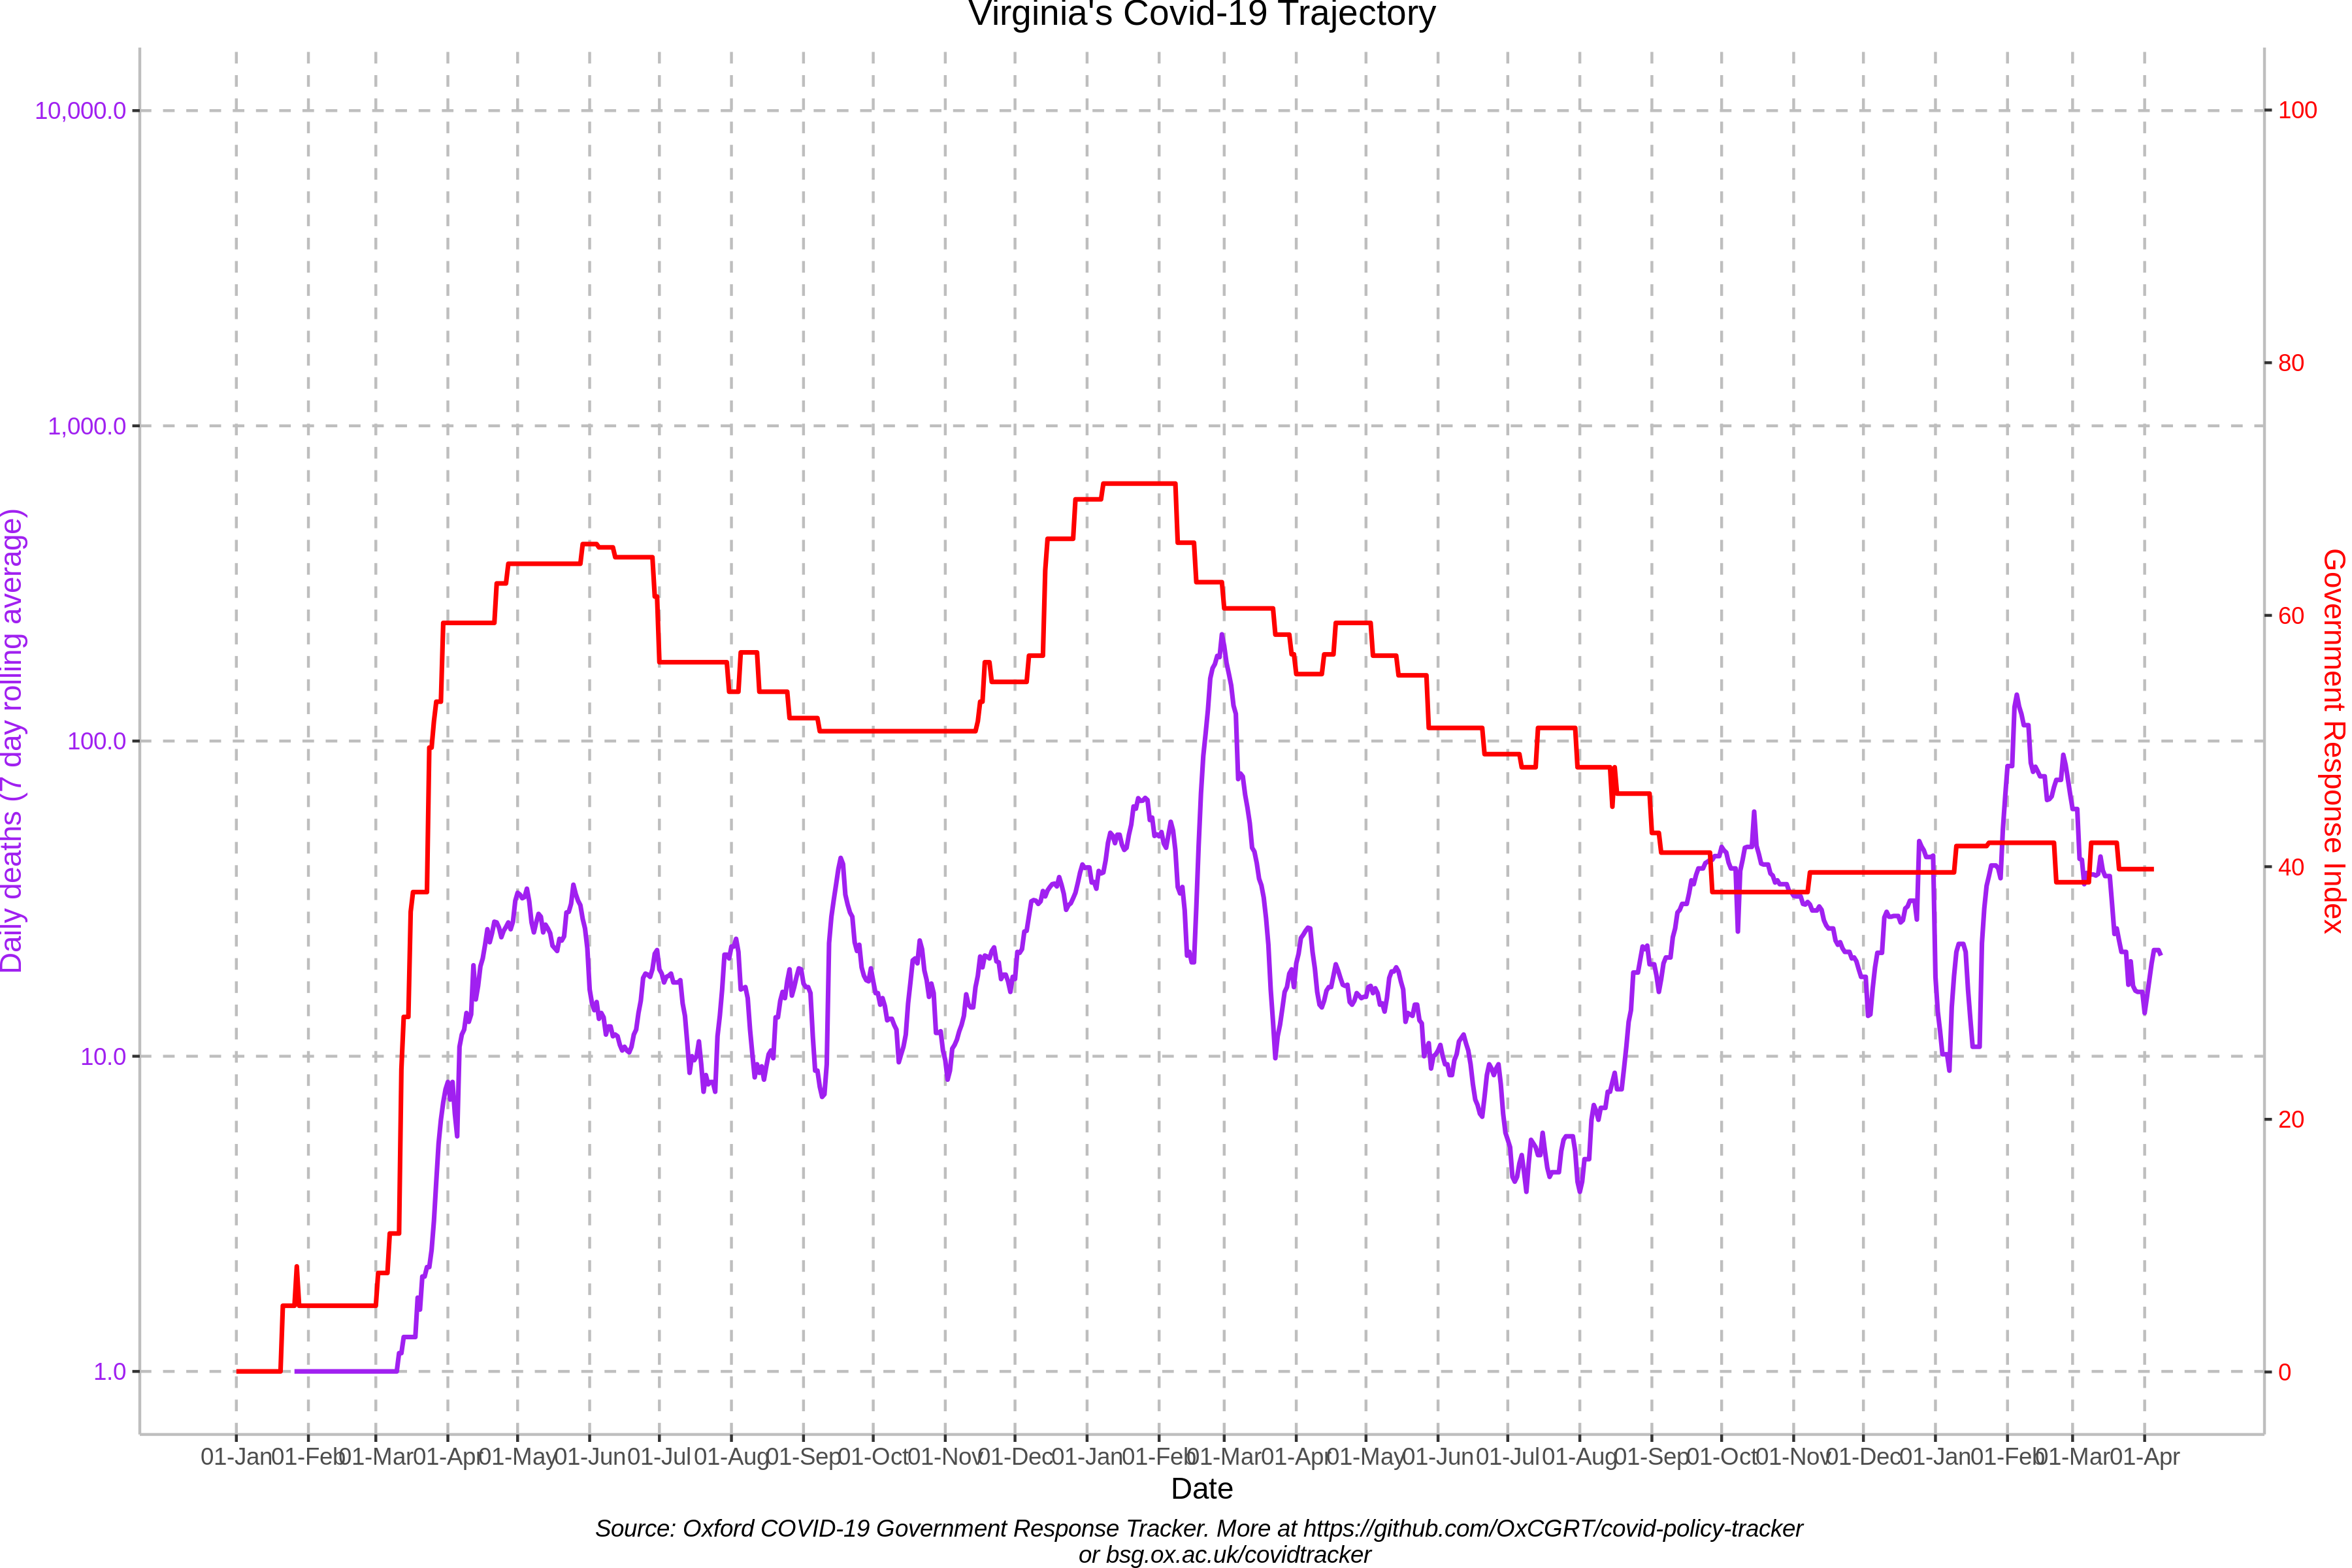 Virginia's Covid-19 Trajectory
10,000.0
1,000.0
100.0
10.0
1.0
Daily deaths (7 day rolling average)
100
80
60
40
20
0
Government Response Index
01-Jan 01-Feb 01-Mar 01-Apr 01-May 01-Jun 01-Jul 01-Aug 01-Sep 01-Oct 01-Nov 01-Dec 01-Jan 01-Feb 01-Mar 01-Apr 01-May 01-Jun 01-Jul 01-Aug 01-Sep 01-Oct 01-Nov 01-Dec 01-Jan 01-Feb 01-Mar 01-Apr
Date
Source: Oxford COVID-19 Government Response Tracker. More at https://github.com/OxCGRT/covid-policy-tracker
or bsg.ox.ac.uk/covidtracker